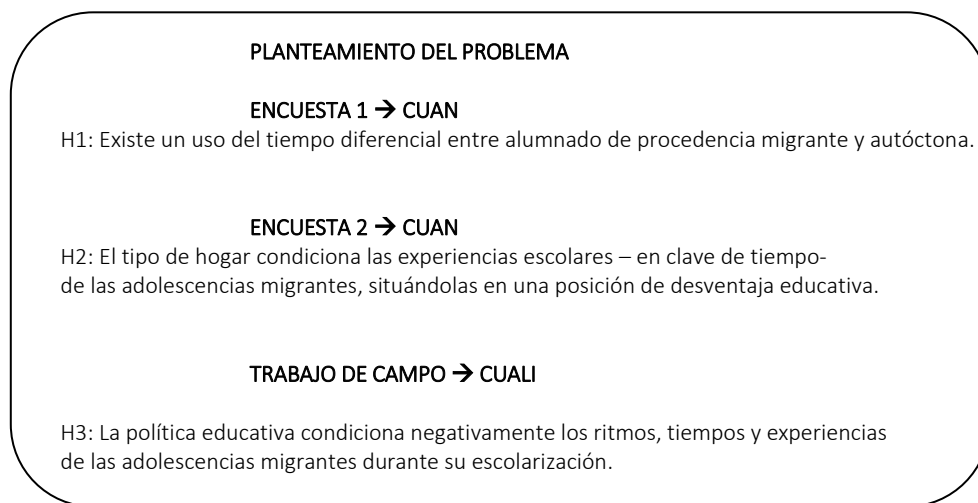 PLANTEAMIENTO DEL PROBLEMA
ENCUESTA 1 → CUAN
H1: Existe un uso del tiempo diferencial entre alumnado de procedencia migrante y autóctona.
ENCUESTA 2 → CUAN
H2: El tipo de hogar condiciona las experiencias escolares – en clave de tiempo-
de las adolescencias migrantes, situándolas en una posición de desventaja educativa.
TRABAJO DE CAMPO → CUALI
H3: La política educativa condiciona negativamente los ritmos, tiempos y experiencias
de las adolescencias migrantes durante su escolarización.